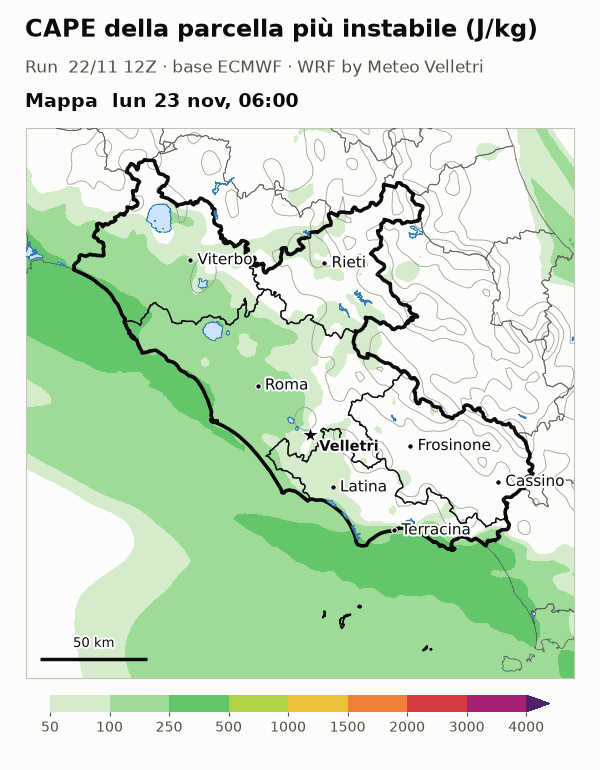 CAPE della parcella più instabile (J/kg)
Run  22/11 12Z · base ECMWF · WRF by Meteo Velletri
Mappa  lun 23 nov, 06:00
Viterbo
Rieti
Roma
Velletri
Frosinone
Cassino
Latina
Terracina
50 km
50 100 250 500 1000 1500 2000 3000 4000